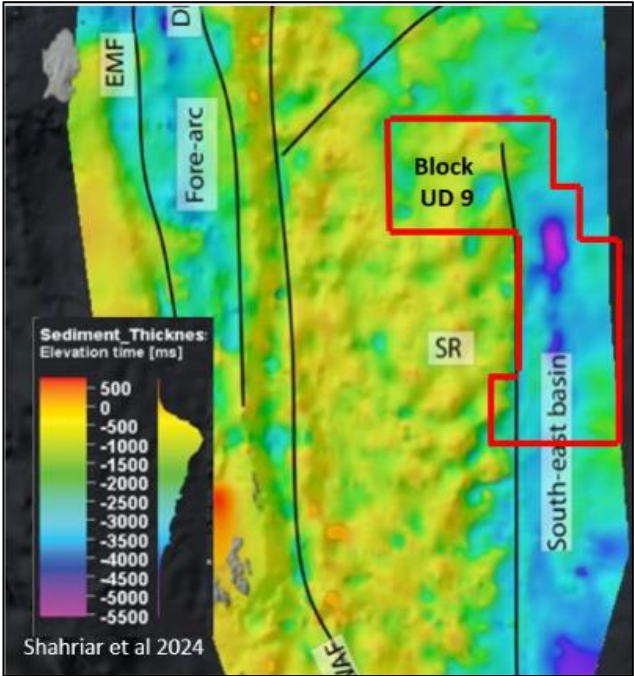 DI
EMF
Fore-arc
Block
UD 9
SR
South-east basin
Sediment_Thicknes
Elevation time [ms]
500
0
-500
-1000
-1500
-2000
-2500
-3000
-3500
-4000
-4500
-5000
-5500
Shahriar et al 2024